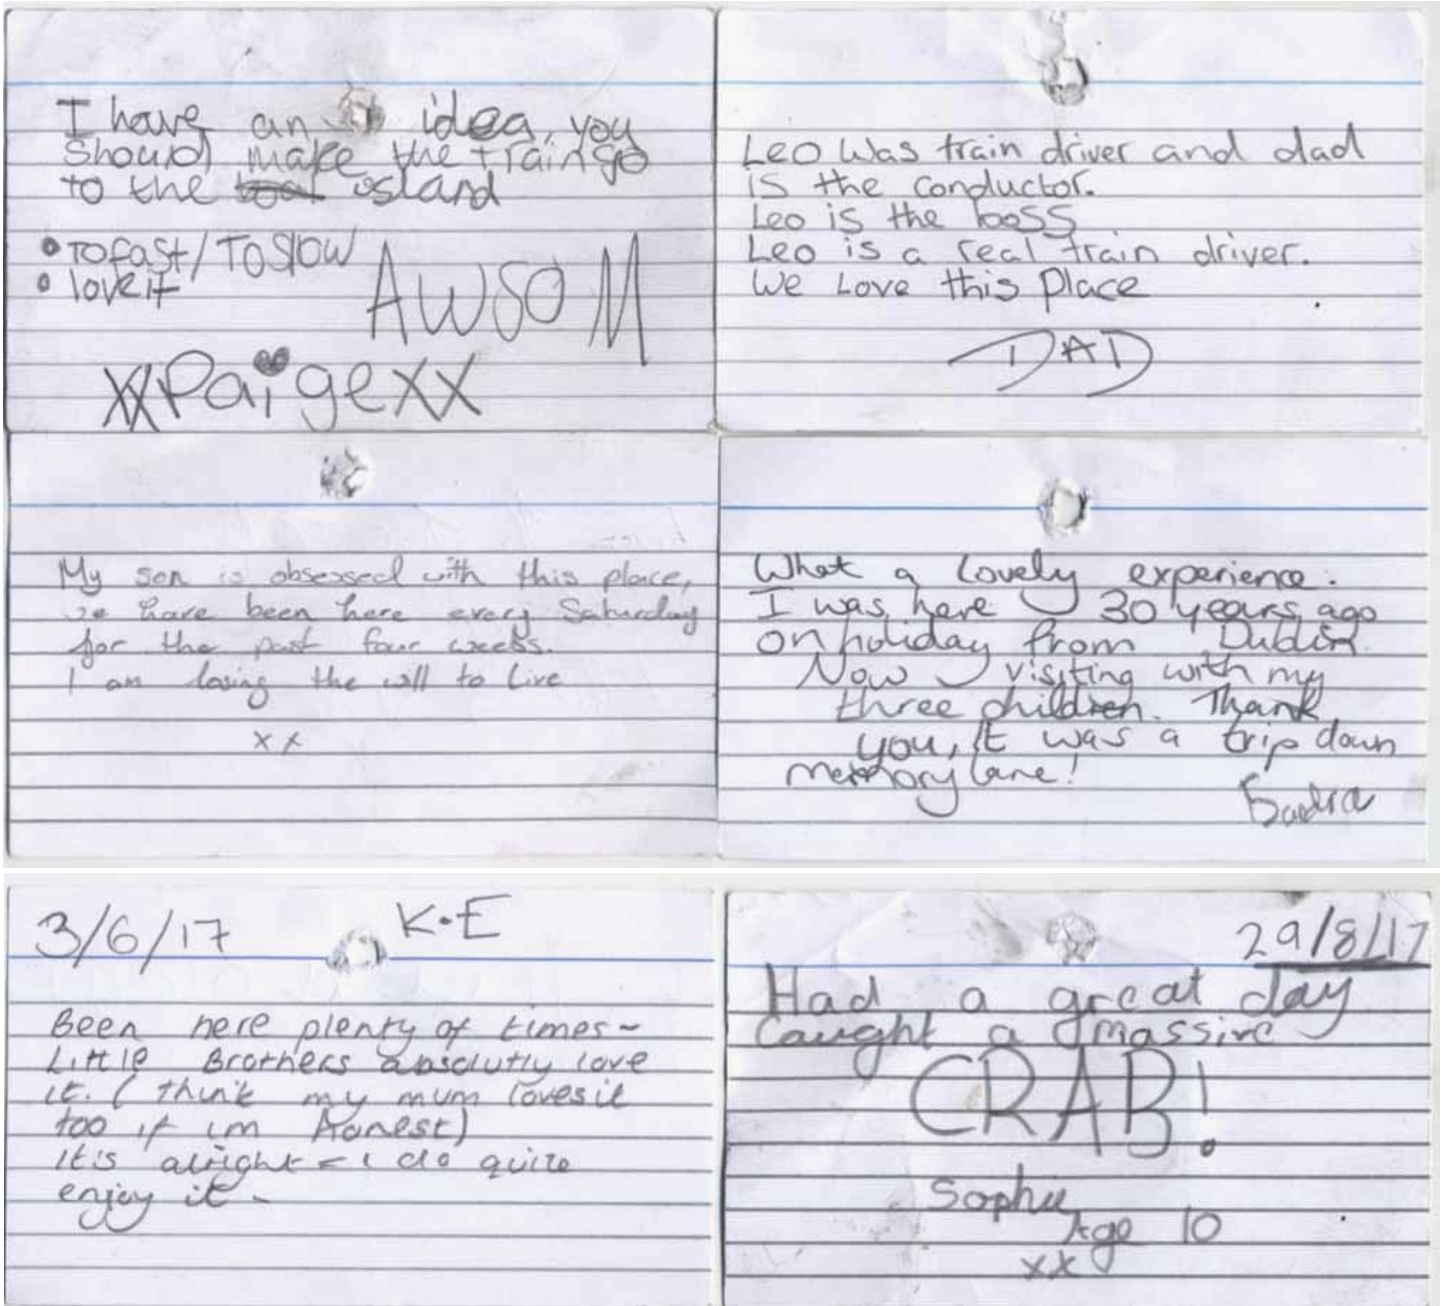 I have an idea, you
should make the train go
to the island
• TO fast / TO SlOW
• love it
AWSOM
xxPaigexx
Leo Was train driver and dad
is the conductor.
Leo is the boss
Leo is a real train driver.
We Love this Place
DAD
My son is obsessed with this place,
we have been here every Saturday
for the past four weeks.
I am losing the will to live
x x
What a lovely experience.
I was here 30 years ago
on holiday from Dublin.
Now visiting with my
three children. Thank
you, it was a trip down
memory lane!
3/6/17 K·E
Been here plenty of times~
Little Brothers absolutly love
it. (think my mum loves it
too if im Honest)
it's alright - i do quite
enjoy it -
29/8/17
Had a great day
Caught a massive
CRAB!
Sophie
Age 10
xx